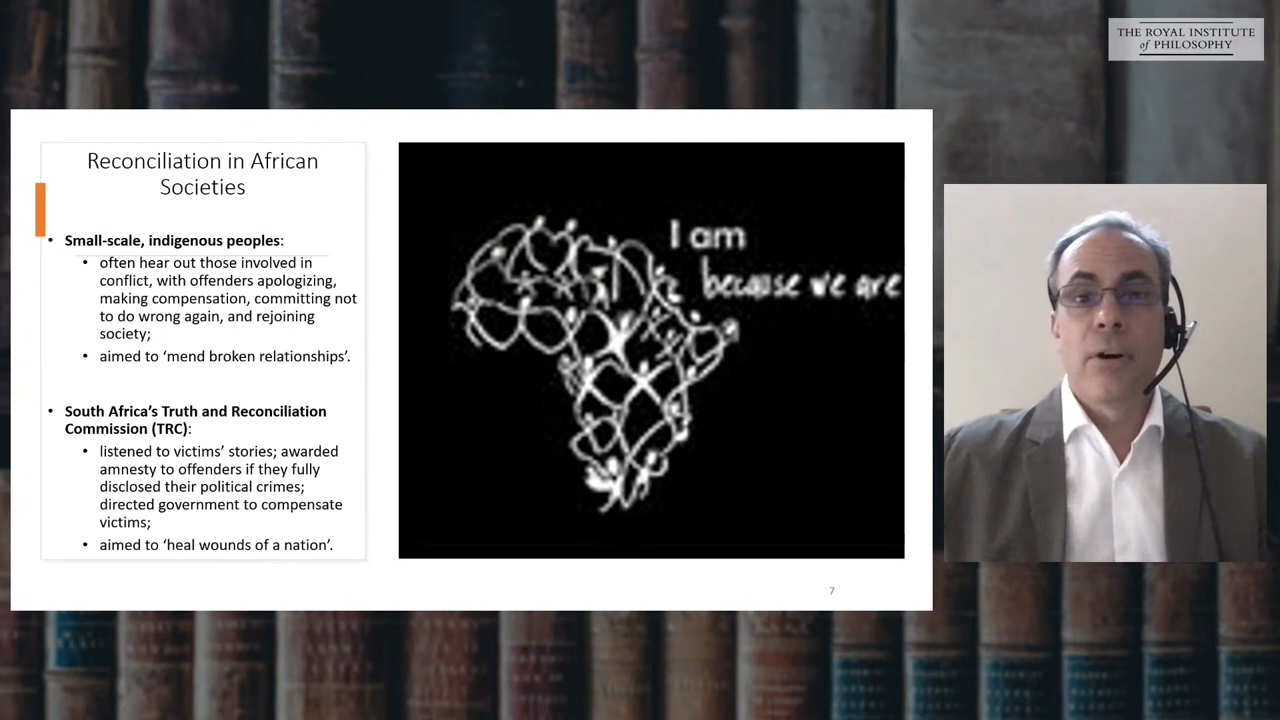 THE ROYAL INSTITUTE
of PHILOSOPHY
Reconciliation in African
Societies
• Small-scale, indigenous peoples:
• often hear out those involved in
conflict, with offenders apologizing,
making compensation, committing not
to do wrong again, and rejoining
society;
• aimed to ‘mend broken relationships’.
• South Africa’s Truth and Reconciliation
Commission (TRC):
• listened to victims’ stories; awarded
amnesty to offenders if they fully
disclosed their political crimes;
directed government to compensate
victims;
• aimed to ‘heal wounds of a nation’.
I am
because we are
7